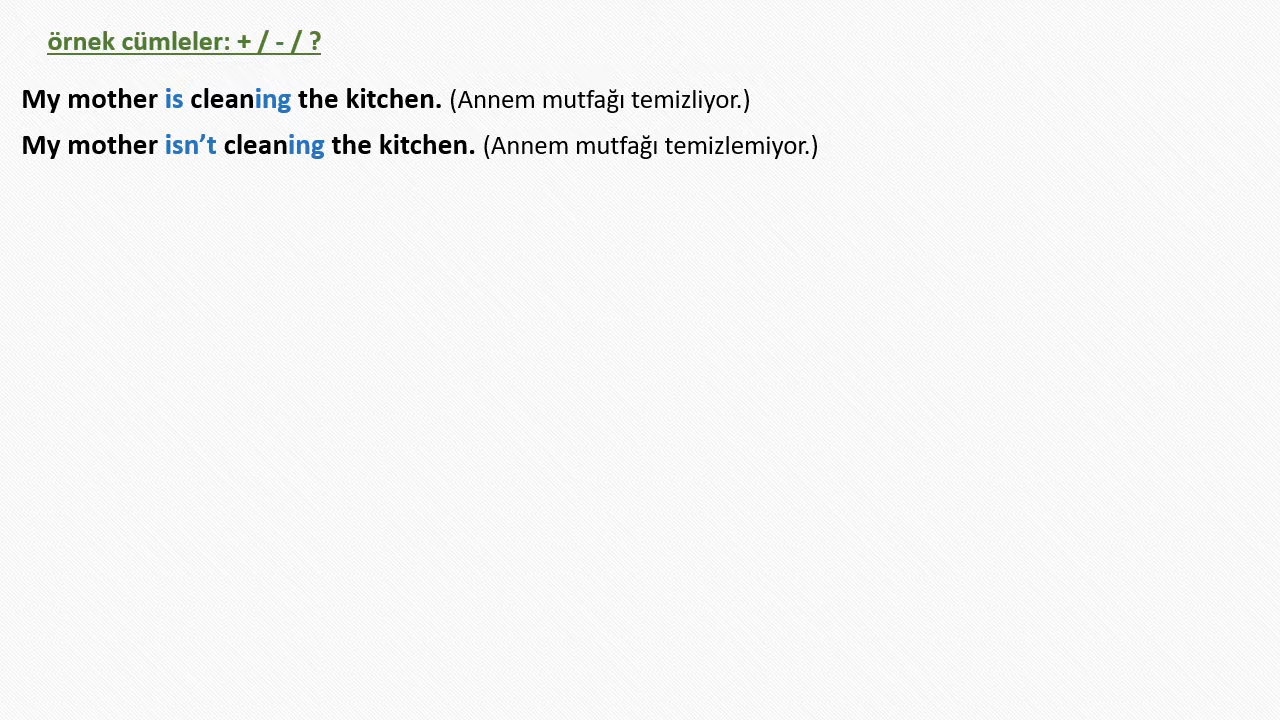 örnek cümleler: + / - / ?
My mother is cleaning the kitchen. (Annem mutfağı temizliyor.)
My mother isn’t cleaning the kitchen. (Annem mutfağı temizlemiyor.)